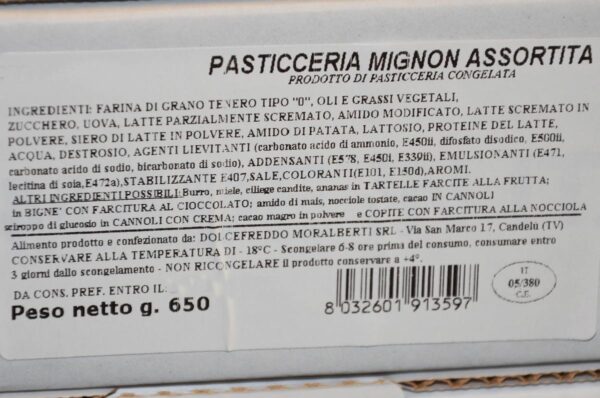 PASTICCERIA MIGNON ASSORTITA
PRODOTTO DI PASTICCERIA CONGELATA
INGREDIENTI: FARINA DI GRANO TENERO TIPO "0", OLI E GRASSI VEGETALI,
ZUCCHERO, UOVA, LATTE PARZIALMENTE SCREMATO, AMIDO MODIFICATO, LATTE SCREMATO IN
POLVERE, SIERO DI LATTE IN POLVERE, AMIDO DI PATATA, LATTOSIO, PROTEINE DEL LATTE,
ACQUA, DESTROSIO, AGENTI LIEVITANTI (carbonato acido di ammonio, E450ii, difosfato disodico, E500ii,
carbonato acido di sodio, bicarbonato di sodio), ADDENSANTI (E578, E450i, E339ii), EMULSIONANTI (E471,
lecitina di soia, E472a), STABILIZZANTE E407, SALE, COLORANTI(E101, E150d), AROMI.
ALTRI INGREDIENTI POSSIBILI: Burro, miele, ciliege candite, ananas in TARTELLE FARCITE ALLA FRUTTA;
in BIGNE' CON FARCITURA AL CIOCCOLATO; amido di mais, nocciole tostate, cacao IN CANNOLI
sciroppo di glucosio in CANNOLI CON CREMA; cacao magro in polvere e COPITE CON FARCITURA ALLA NOCCIOLA
Alimento prodotto e confezionato da: DOLCEFREDDO MORALBERTI SRL - Via San Marco 17, Candelù (TV)
CONSERVARE ALLA TEMPERATURA DI - 18°C - Scongelare 6-8 ore prima del consumo, consumare entro
3 giorni dallo scongelamento - NON RICONGELARE il prodotto conservare a +4°.
DA CONS. PREF. ENTRO IL:
Peso netto g. 650
8 032601 913597
IT
05/380
C.E.